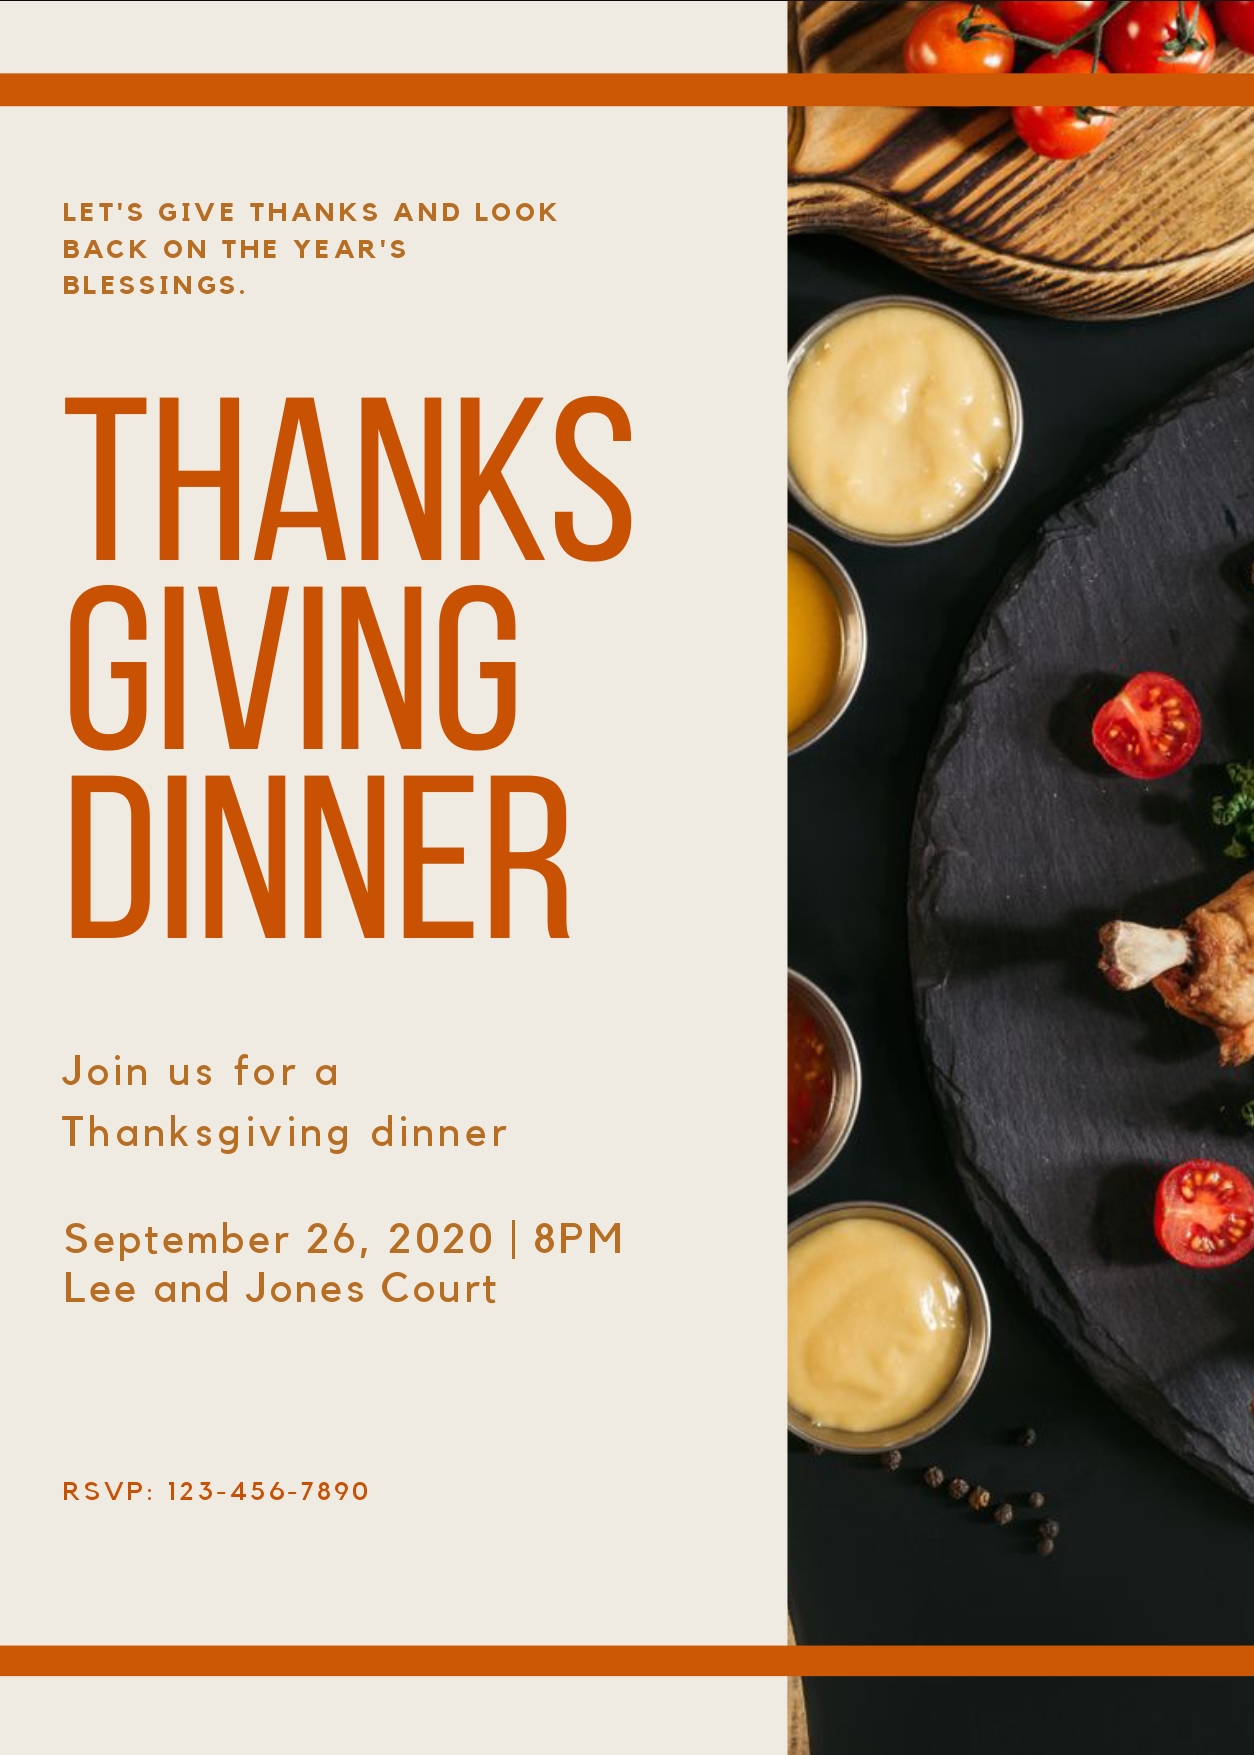 LET'S GIVE THANKS AND LOOK
BACK ON THE YEAR'S
BLESSINGS.
THANKS
GIVING
DINNER
Join us for a
Thanksgiving dinner
September 26, 2020 | 8PM
Lee and Jones Court
RSVP: 123-456-7890